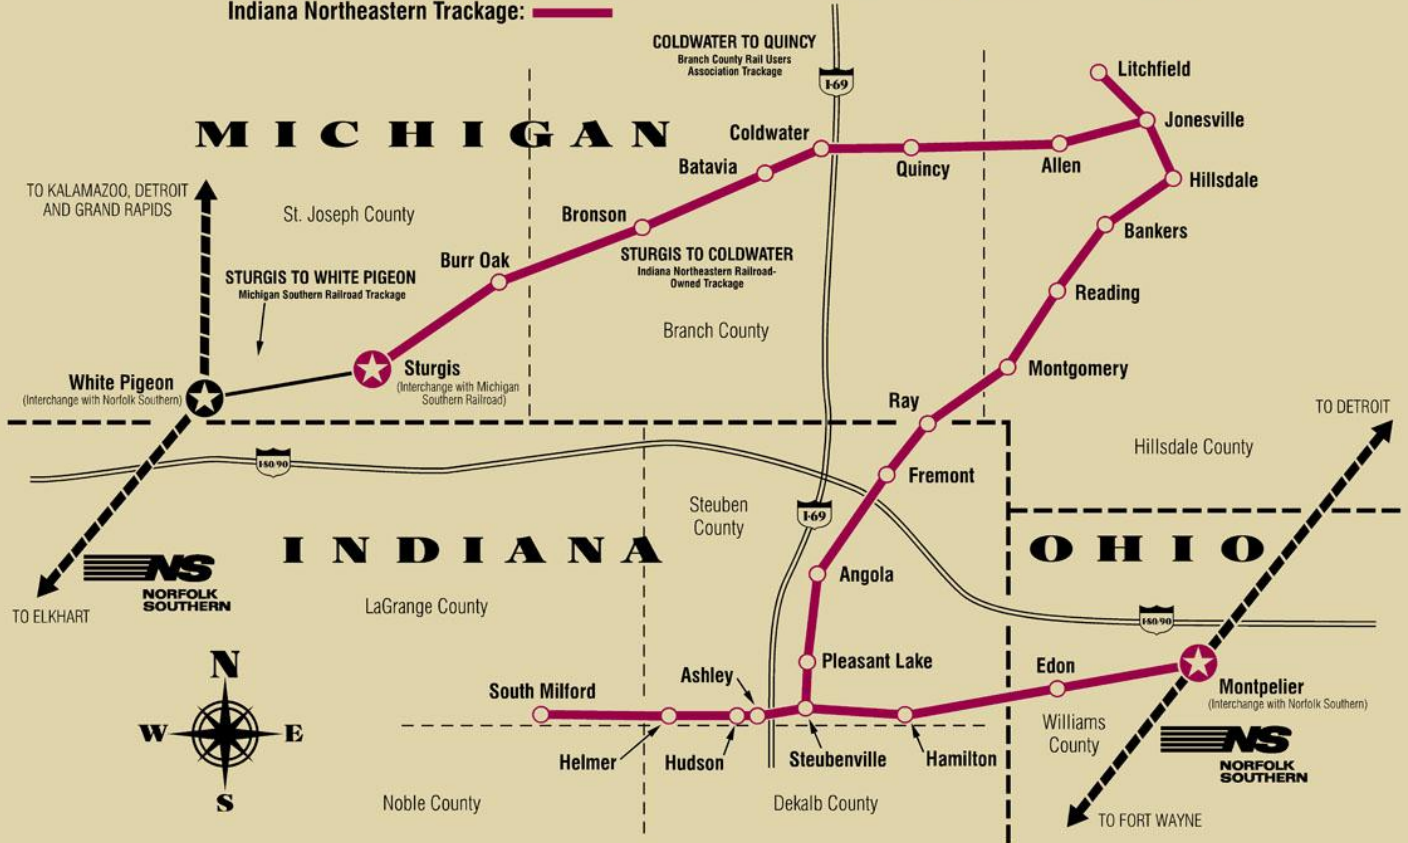 Indiana Northeastern Trackage:
COLDWATER TO QUINCY
Branch County Rail Users
Association Trackage
I-69
Litchfield
Jonesville
MICHIGAN
Coldwater
Batavia
Quincy
Allen
Hillsdale
TO KALAMAZOO, DETROIT
AND GRAND RAPIDS
St. Joseph County
Bronson
Bankers
Burr Oak
STURGIS TO COLDWATER
Indiana Northeastern Railroad-
Owned Trackage
STURGIS TO WHITE PIGEON
Michigan Southern Railroad Trackage
Reading
Branch County
White Pigeon
(Interchange with Norfolk Southern)
Sturgis
(Interchange with Michigan
Southern Railroad)
Montgomery
Ray
TO DETROIT
Hillsdale County
I-80/90
Fremont
Steuben
County
I-69
INDIANA
OHIO
NS
NORFOLK
SOUTHERN
Angola
TO ELKHART
LaGrange County
I-80/90
N
W
E
S
Pleasant Lake
Ashley
Edon
South Milford
Montpelier
(Interchange with Norfolk Southern)
Williams
County
NS
NORFOLK
SOUTHERN
Helmer
Hudson
Steubenville
Hamilton
Noble County
Dekalb County
TO FORT WAYNE